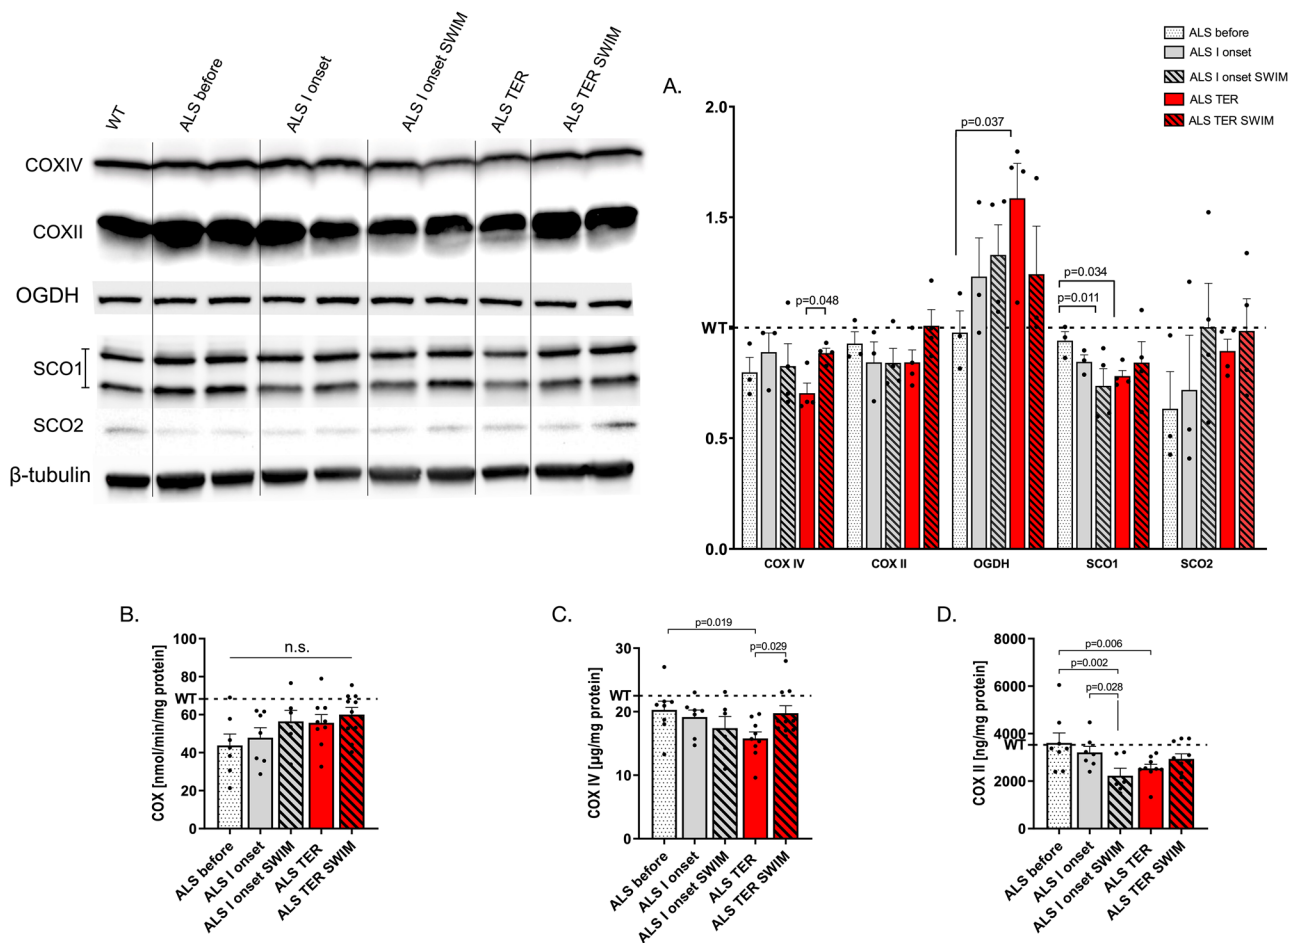 WT
ALS before
ALS I onset
ALS I onset SWIM
ALS TER
ALS TER SWIM
COXIV
COXII
OGDH
SCO1
SCO2
β-tubulin
A.
ALS before
ALS I onset
ALS I onset SWIM
ALS TER
ALS TER SWIM
2.0
1.5
WT
0.5
0.0
p=0.048
p=0.037
p=0.034
p=0.011
COX IV
COX II
OGDH
SCO1
SCO2
B.
COX [nmol/min/mg protein]
100
80
WT
60
40
20
0
n.s.
ALS before
ALS I onset
ALS I onset SWIM
ALS TER
ALS TER SWIM
C.
COX IV [µg/mg protein]
30
WT
20
10
0
p=0.019
p=0.029
ALS before
ALS I onset
ALS I onset SWIM
ALS TER
ALS TER SWIM
D.
COX II [ng/mg protein]
8000
6000
4000
WT
2000
0
p=0.006
p=0.002
p=0.028
ALS before
ALS I onset
ALS I onset SWIM
ALS TER
ALS TER SWIM